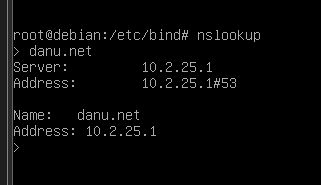 root@debian:/etc/bind# nslookup
> danu.net
Server:         10.2.25.1
Address:        10.2.25.1#53

Name:   danu.net
Address: 10.2.25.1
>